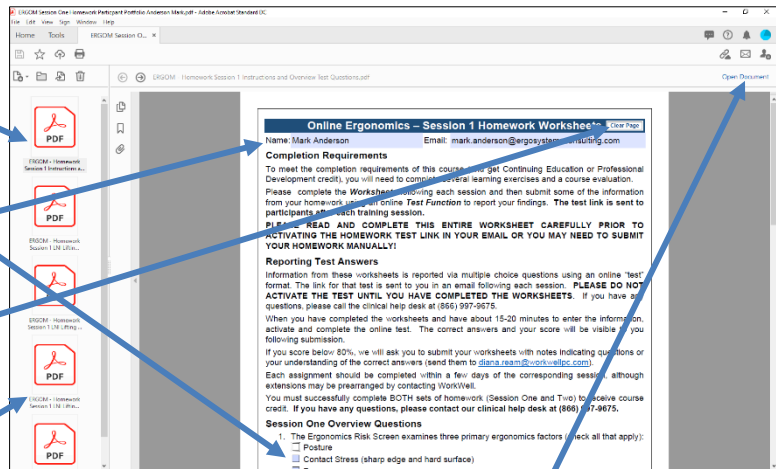 ERGOM Session One Homework Participant Portfolio Anderson Mark.pdf - Adobe Acrobat Standard DC
File Edit View Sign Window Help
Home Tools ERGOM Session O... ×
ERGOM - Homework Session 1 Instructions and Overview Test Questions.pdf
Open Document
PDF
ERGOM - Homework
Session 1 Instructions a...
PDF
ERGOM - Homework
Session 1 LNI Liftin...
PDF
ERGOM - Homework
Session 1 LNI Lifting ...
PDF
ERGOM - Homework
Session 1 LNI Liftin...
PDF
Online Ergonomics – Session 1 Homework Worksheets Clear Page
Name: Mark Anderson Email: mark.anderson@ergosystemsconsulting.com
Completion Requirements
To meet the completion requirements of this course (and get Continuing Education or Professional
Development credit), you will need to complete several learning exercises and a course evaluation.
Please complete the Worksheets following each session and then submit some of the information
from your homework using an online Test Function to report your findings. The test link is sent to
participants after each training session.
PLEASE READ AND COMPLETE THIS ENTIRE WORKSHEET CAREFULLY PRIOR TO
ACTIVATING THE HOMEWORK TEST LINK IN YOUR EMAIL OR YOU MAY NEED TO SUBMIT
YOUR HOMEWORK MANUALLY!
Reporting Test Answers
Information from these worksheets is reported via multiple choice questions using an online "test"
format. The link for that test is sent to you in an email following each session. PLEASE DO NOT
ACTIVATE THE TEST UNTIL YOU HAVE COMPLETED THE WORKSHEETS. If you have any
questions, please call the clinical help desk at (866) 997-9675.
When you have completed the worksheets and have about 15-20 minutes to enter the information,
activate and complete the online test. The correct answers and your score will be visible to you
following submission.
If you score below 80%, we will ask you to submit your worksheets with notes indicating questions or
your understanding of the correct answers (send them to diana.ream@workwellpc.com).
Each assignment should be completed within a few days of the corresponding session, although
extensions may be prearranged by contacting WorkWell.
You must successfully complete BOTH sets of homework (Session One and Two) to receive course
credit. If you have any questions, please contact our clinical help desk at (866) 997-9675.
Session One Overview Questions
1. The Ergonomics Risk Screen examines three primary ergonomics factors (check all that apply):
Posture
Contact Stress (sharp edge and hard surface)